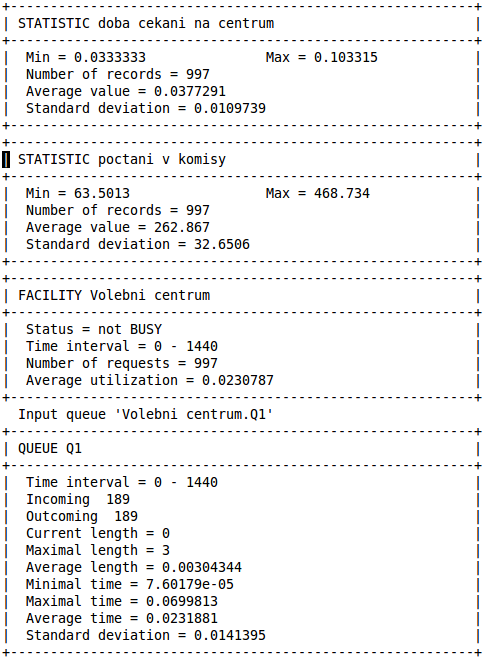 +----------------------------------------------------------+
| STATISTIC doba cekani na centrum |
+----------------------------------------------------------+
| Min = 0.0333333 Max = 0.103315 |
| Number of records = 997 |
| Average value = 0.0377291 |
| Standard deviation = 0.0109739 |
+----------------------------------------------------------+
+----------------------------------------------------------+
| STATISTIC poctani v komisy |
+----------------------------------------------------------+
| Min = 63.5013 Max = 468.734 |
| Number of records = 997 |
| Average value = 262.867 |
| Standard deviation = 32.6506 |
+----------------------------------------------------------+
+----------------------------------------------------------+
| FACILITY Volebni centrum |
+----------------------------------------------------------+
| Status = not BUSY |
| Time interval = 0 - 1440 |
| Number of requests = 997 |
| Average utilization = 0.0230787 |
+----------------------------------------------------------+
Input queue 'Volebni centrum.Q1'
+----------------------------------------------------------+
| QUEUE Q1 |
+----------------------------------------------------------+
| Time interval = 0 - 1440 |
| Incoming 189 |
| Outcoming 189 |
| Current length = 0 |
| Maximal length = 3 |
| Average length = 0.00304344 |
| Minimal time = 7.60179e-05 |
| Maximal time = 0.0699813 |
| Average time = 0.0231881 |
| Standard deviation = 0.0141395 |
+----------------------------------------------------------+